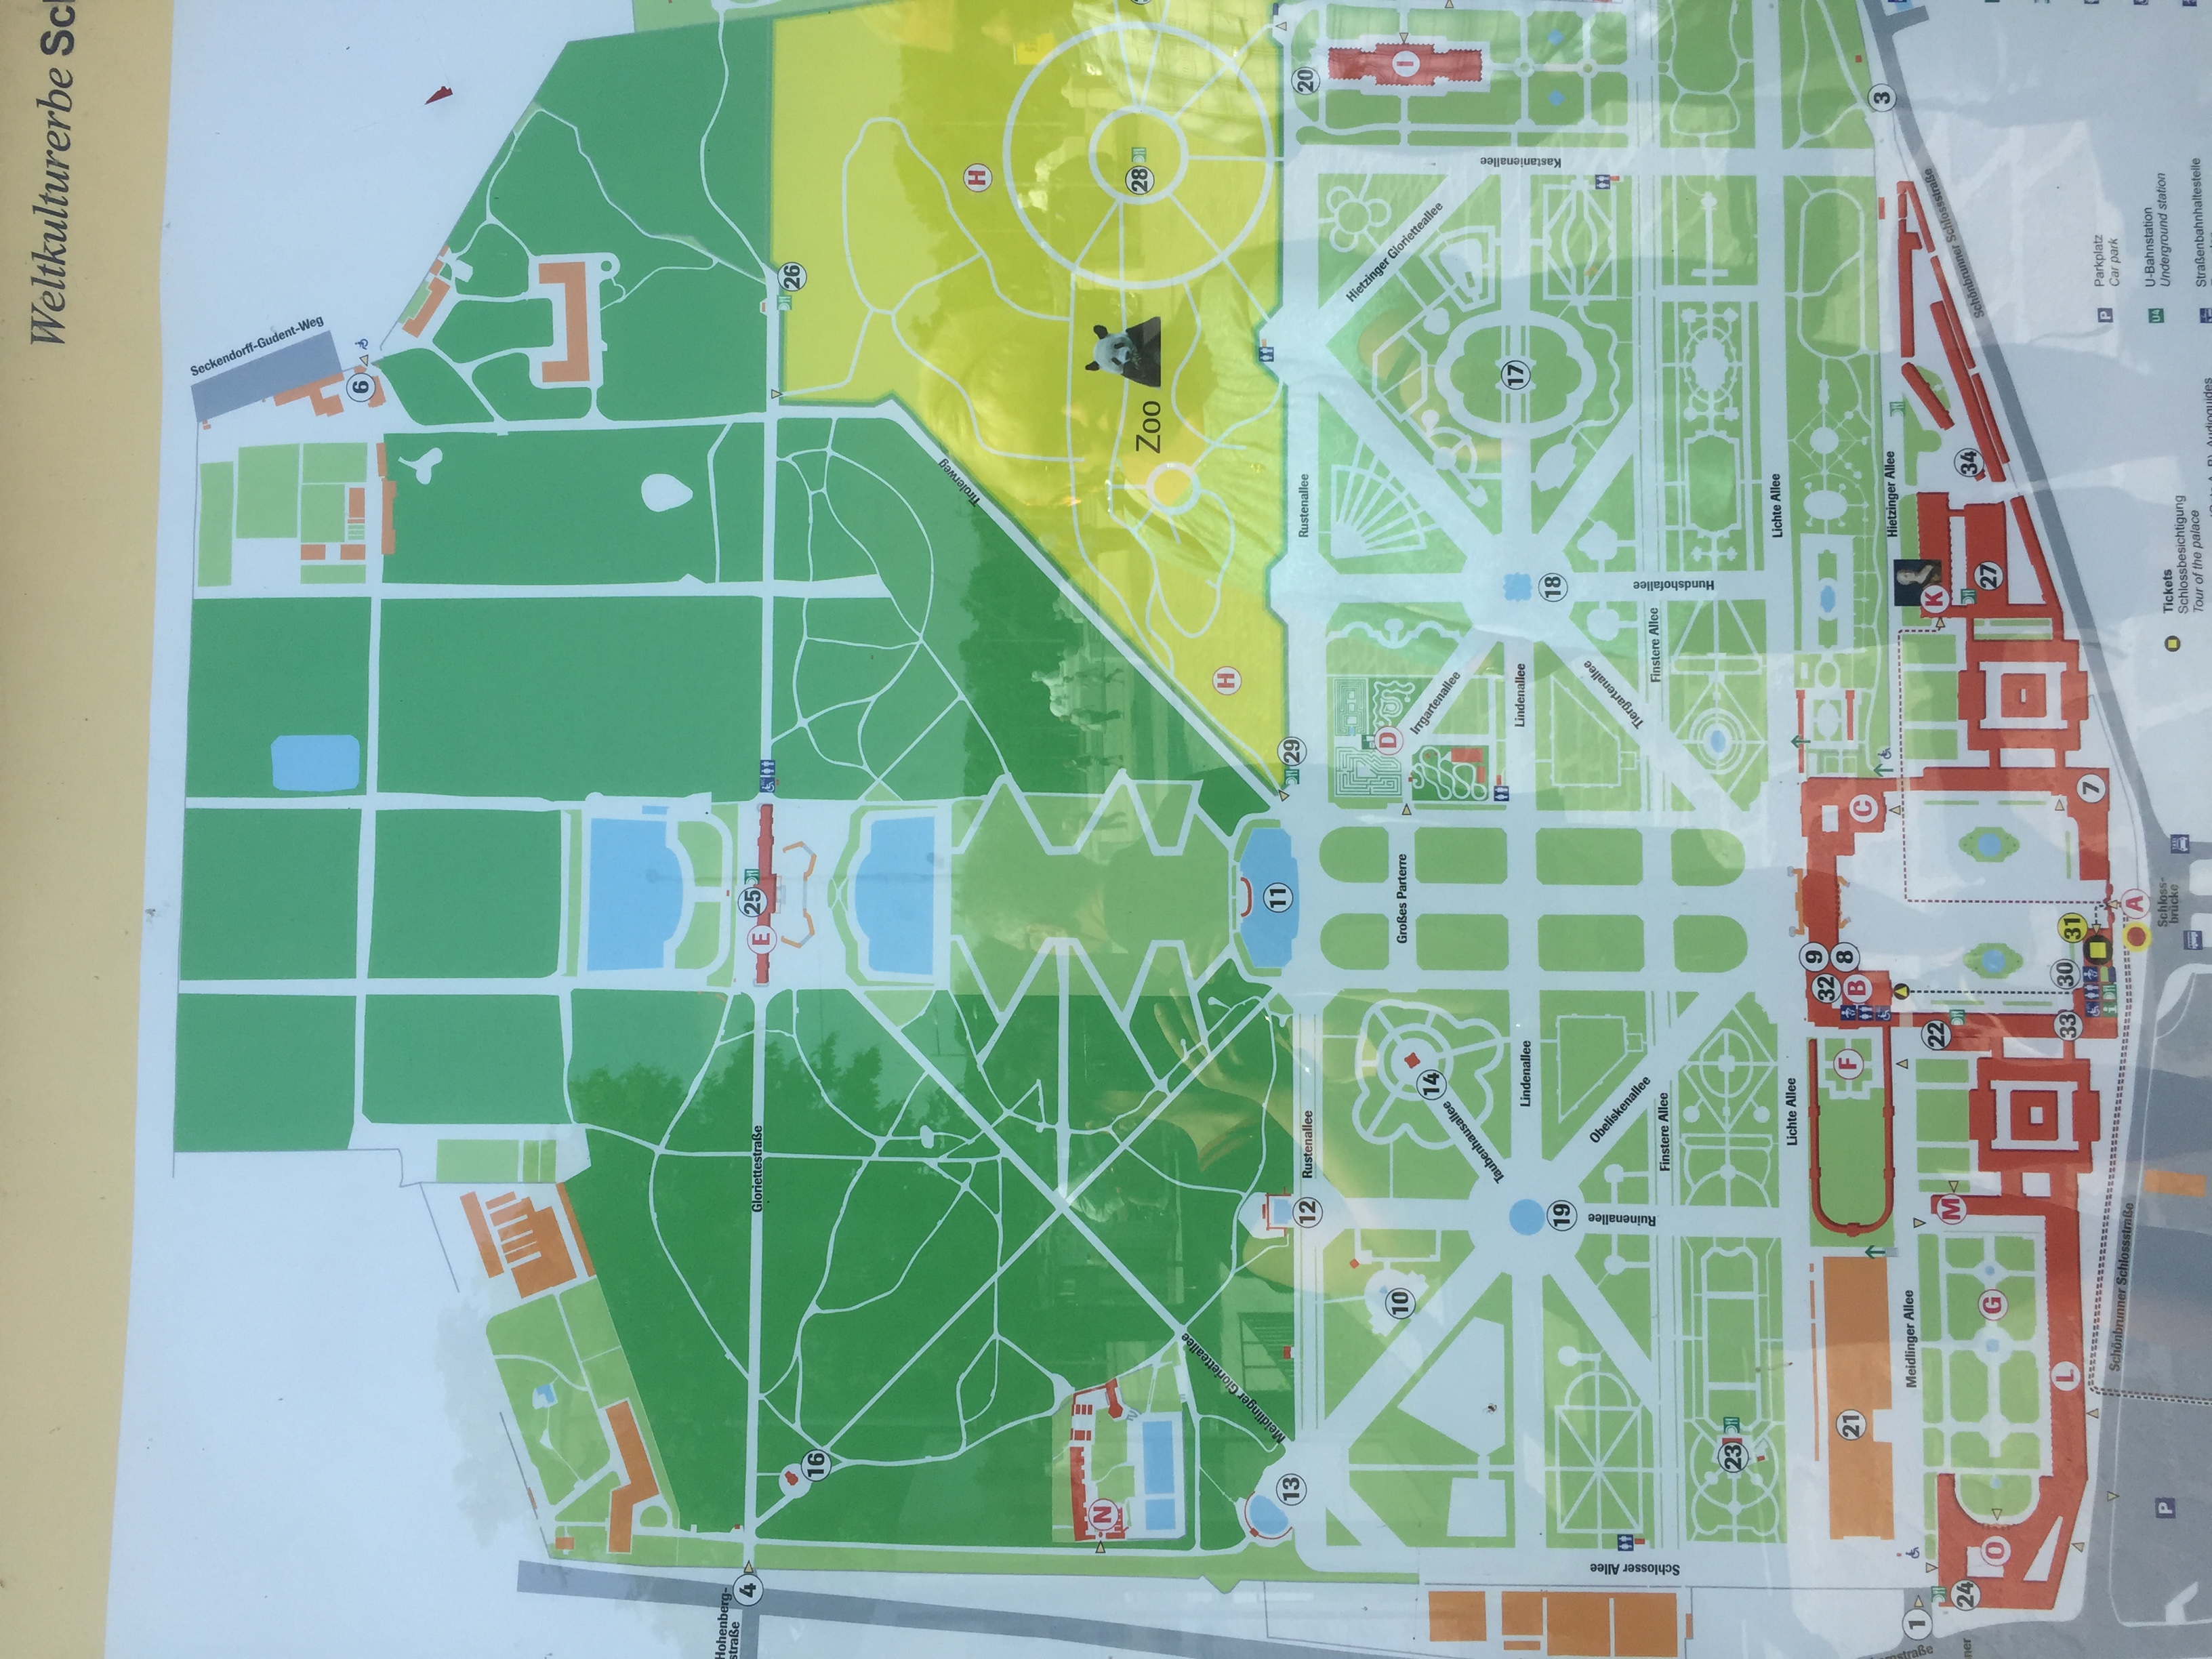 Weltkulturerbe Sc
Seckendorff-Gudent-Weg
6
Hohenberg-
straße
4
Gloriettestraße
E
25
26
16
Tirolerweg
H
N
Zoo
28
H
Meidlinger Glorietteallee
13
12
Rustenallee
11
29
Rustenallee
20
10
14
Taubenhausallee
Großes Parterre
D
Irrgartenallee
Hietzinger Glorietteallee
I
Lindenallee
Lindenallee
17
Kastanienallee
19
18
Schlosser Allee
Ruinenallee
Obeliskenallee
Tiergartenallee
Finstere Allee
Finstere Allee
Hundshofallee
23
Lichte Allee
Lichte Allee
21
F
32
9
8
B
C
3
1
Meidlinger Allee
Hietzinger Allee
K
M
22
24
O
G
27
34
Schönbrunner Schlossstraße
L
33
30
31
7
Schönbrunner Schlossstraße
A
Schloss-
brücke
P
TAXI
P
Parkplatz
Car park
U4
U-Bahnstation
Underground station
Tickets
Schlossbesichtigung
Tour of the palace
Straßenbahnhaltestelle